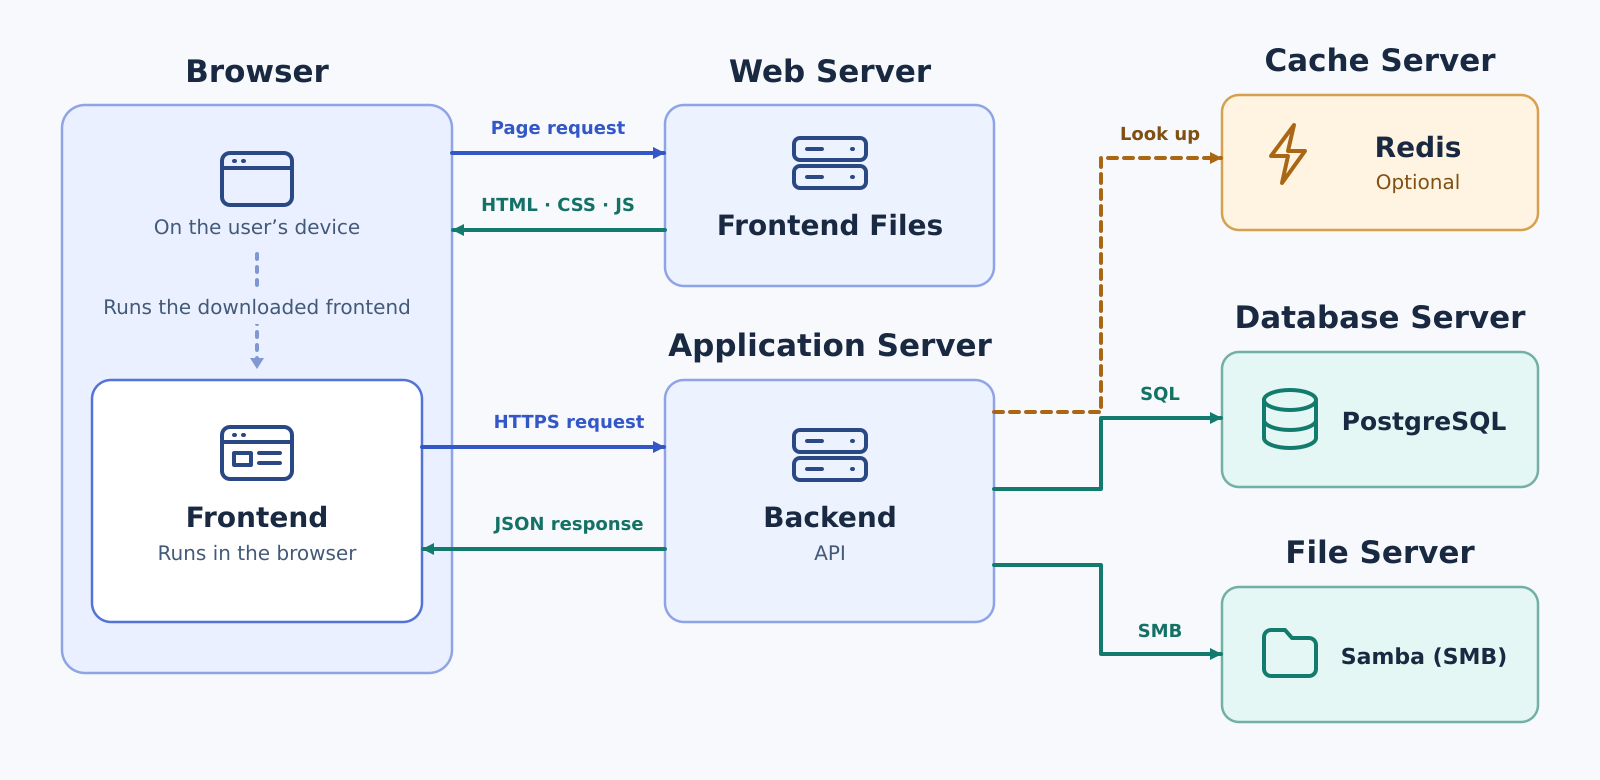 Browser
On the user’s device
Runs the downloaded frontend
Frontend
Runs in the browser
Page request
HTML · CSS · JS
HTTPS request
JSON response
Web Server
Frontend Files
Application Server
Backend
API
Look up
SQL
SMB
Cache Server
Redis
Optional
Database Server
PostgreSQL
File Server
Samba (SMB)